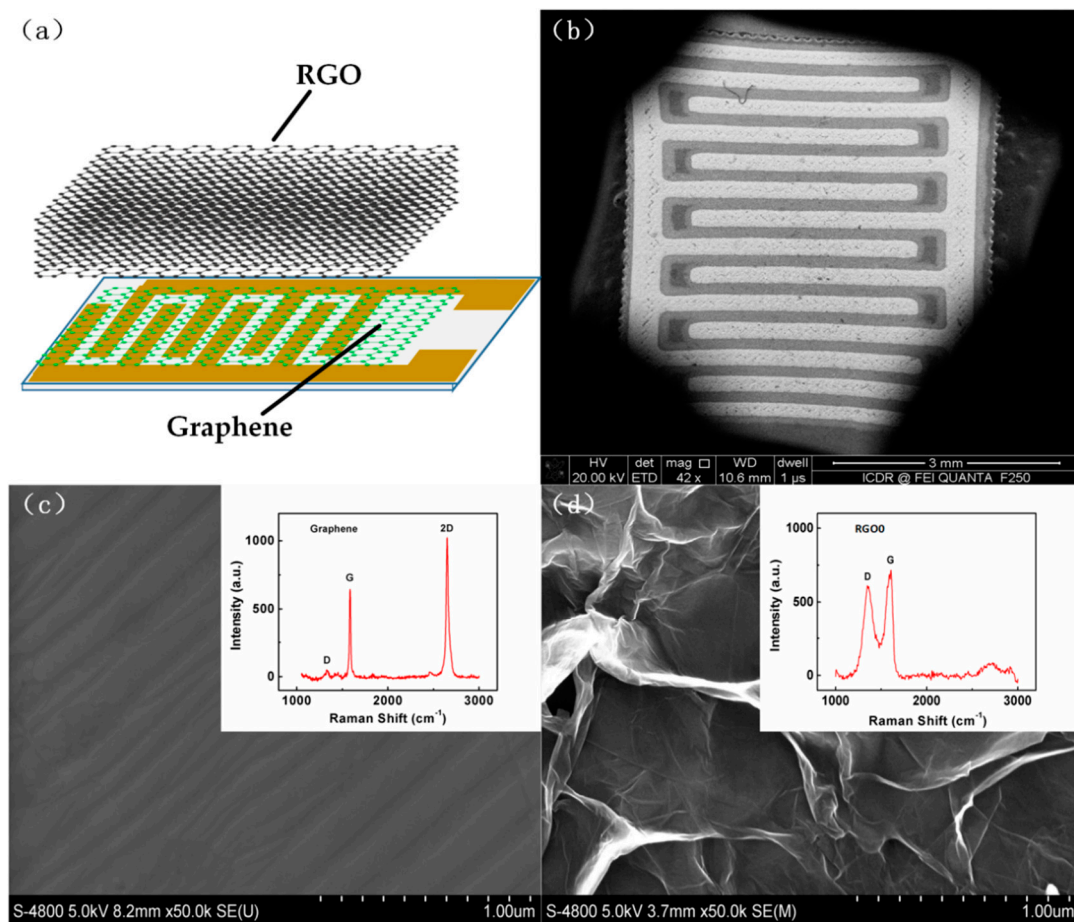 (a)
RGO
Graphene
(b)
HV det mag □ WD dwell
20.00 kV ETD 42 x 10.6 mm 1 µs
3 mm
ICDR @ FEI QUANTA F250
(c)
Graphene
2D
G
D
Intensity (a.u.)
1000
500
0
1000 2000 3000
Raman Shift (cm⁻¹)
S-4800 5.0kV 8.2mm x50.0k SE(U) 1.00um
(d)
RGO0
D G
Intensity (a.u.)
1000
500
0
1000 2000 3000
Raman Shift (cm⁻¹)
S-4800 5.0kV 3.7mm x50.0k SE(M) 1.00um